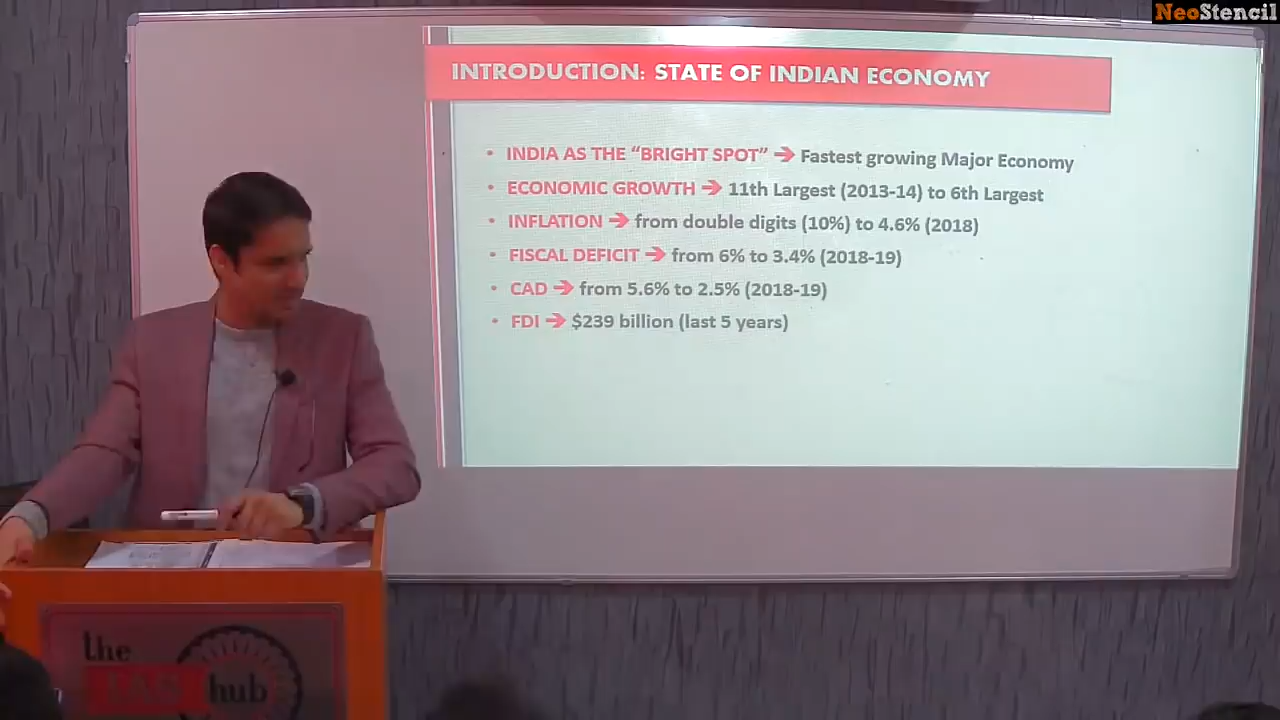 NeoStencil
INTRODUCTION: STATE OF INDIAN ECONOMY
• INDIA AS THE “BRIGHT SPOT” ➔ Fastest growing Major Economy
• ECONOMIC GROWTH ➔ 11th Largest (2013-14) to 6th Largest
• INFLATION ➔ from double digits (10%) to 4.6% (2018)
• FISCAL DEFICIT ➔ from 6% to 3.4% (2018-19)
• CAD ➔ from 5.6% to 2.5% (2018-19)
• FDI ➔ $239 billion (last 5 years)
the
IAS hub